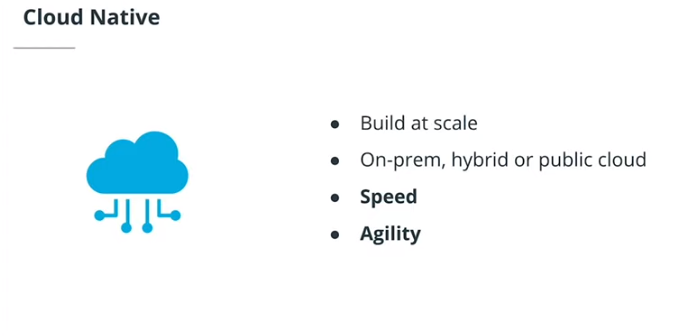 Cloud Native
● Build at scale
● On-prem, hybrid or public cloud
● Speed
● Agility